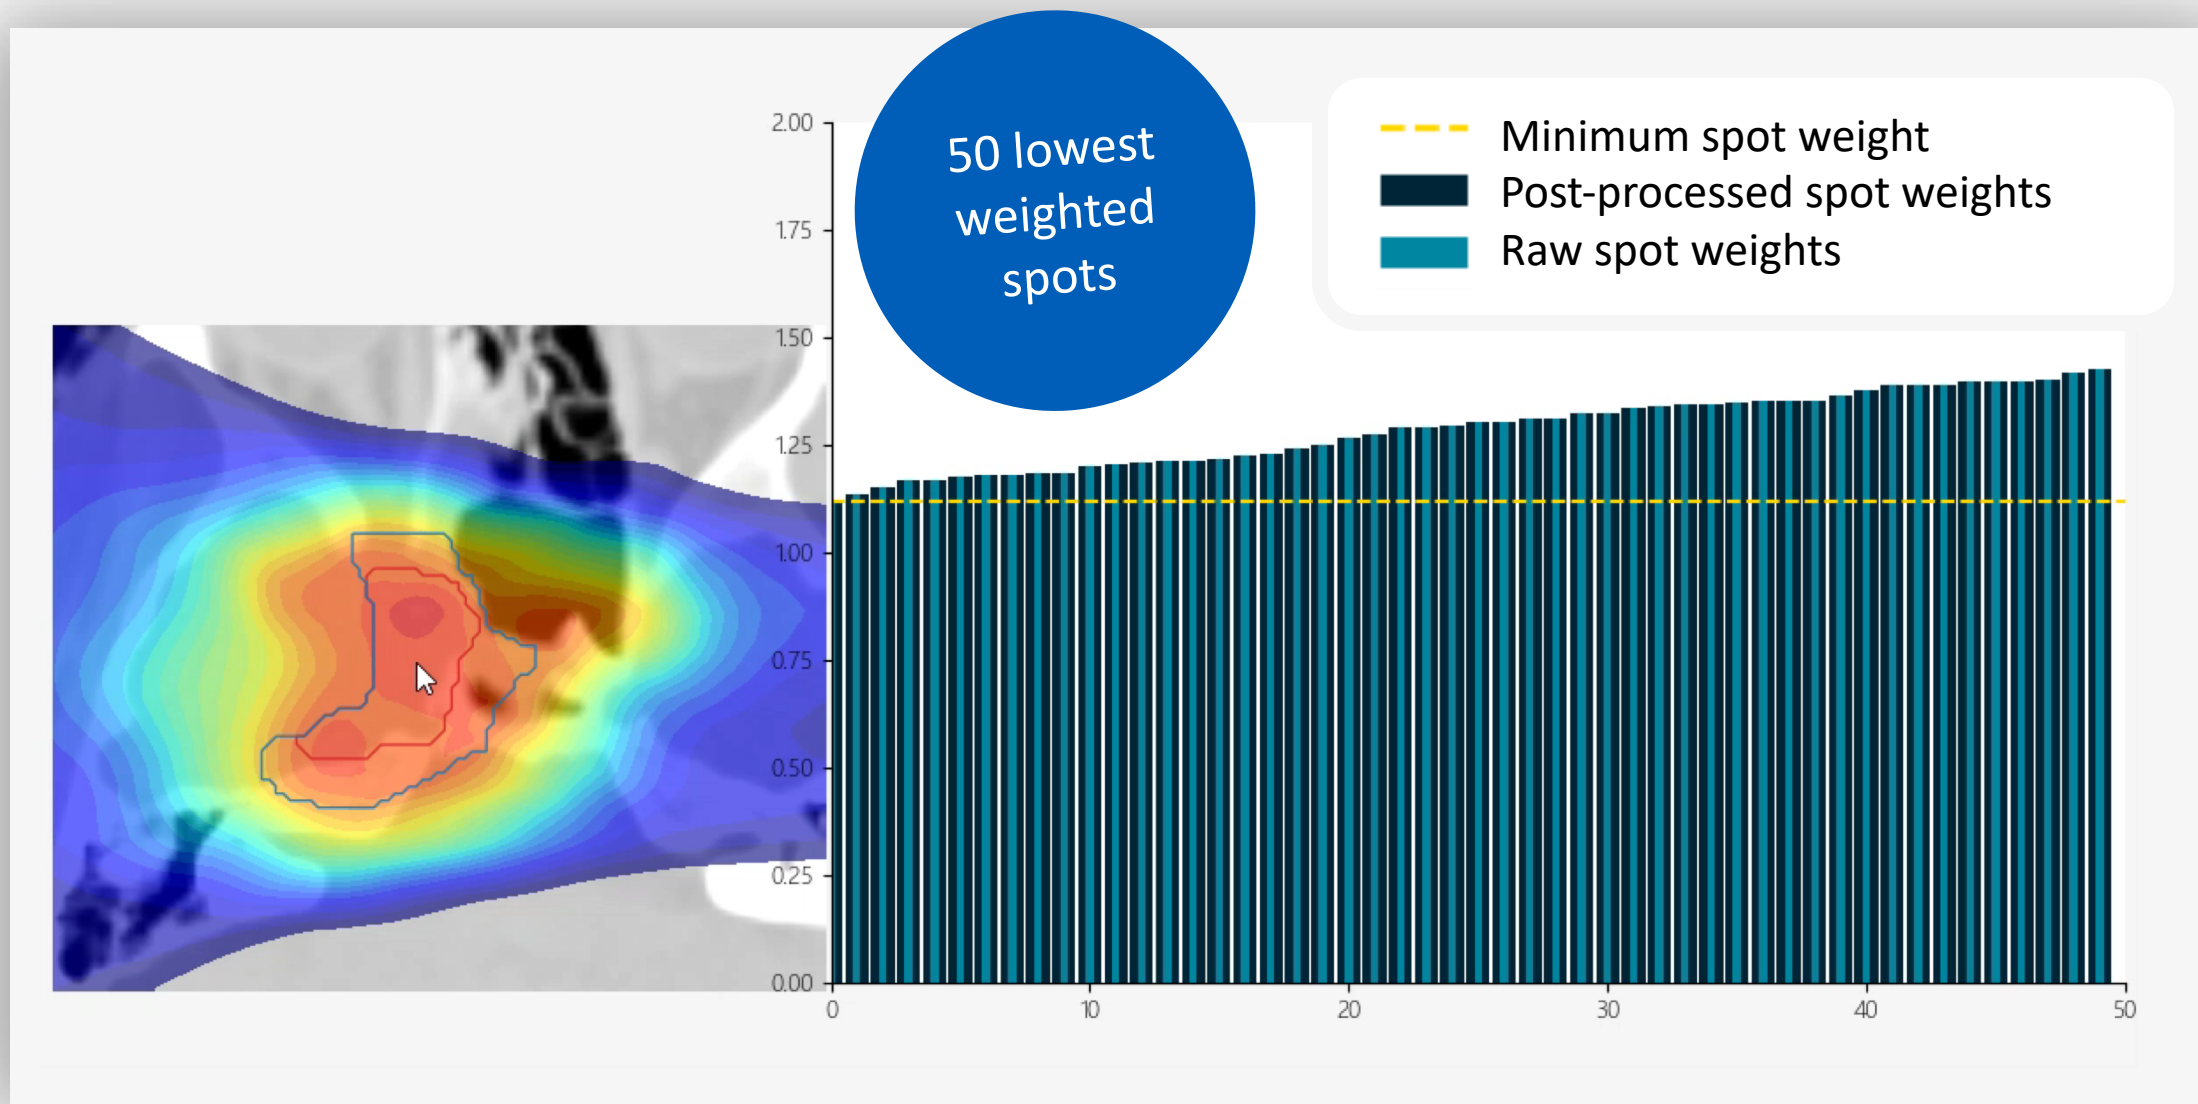 50 lowest
weighted
spots
Minimum spot weight
Post-processed spot weights
Raw spot weights
2.00
1.75
1.50
1.25
1.00
0.75
0.50
0.25
0.00
0 10 20 30 40 50